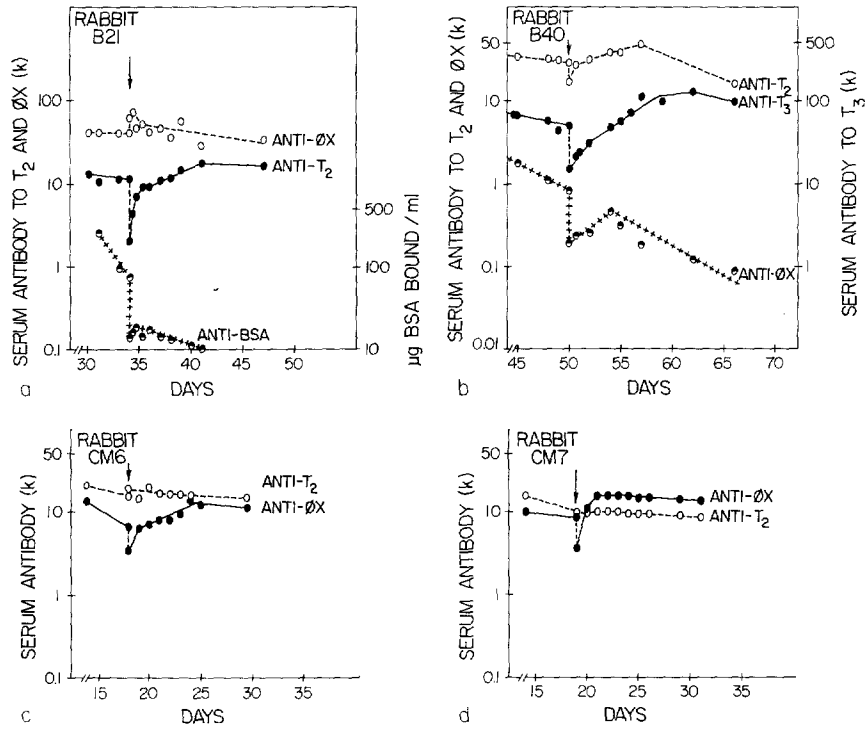 RABBIT
B21
SERUM ANTIBODY TO T2 AND ØX (k)
100
10
1
0.1
500
100
10
µg BSA BOUND / ml
ANTI-ØX
ANTI-T2
ANTI-BSA
30 35 40 45 50
DAYS
a
RABBIT
B40
SERUM ANTIBODY TO T2 AND ØX (k)
50
10
1
0.1
0.01
500
100
10
1
SERUM ANTIBODY TO T3 (k)
ANTI-T2
ANTI-T3
ANTI-ØX
45 50 55 60 65 70
DAYS
b
RABBIT
CM6
SERUM ANTIBODY (k)
50
10
1
0.1
ANTI-T2
ANTI-ØX
15 20 25 30 35
DAYS
c
RABBIT
CM7
SERUM ANTIBODY (k)
50
10
1
0.1
ANTI-ØX
ANTI-T2
15 20 25 30 35
DAYS
d